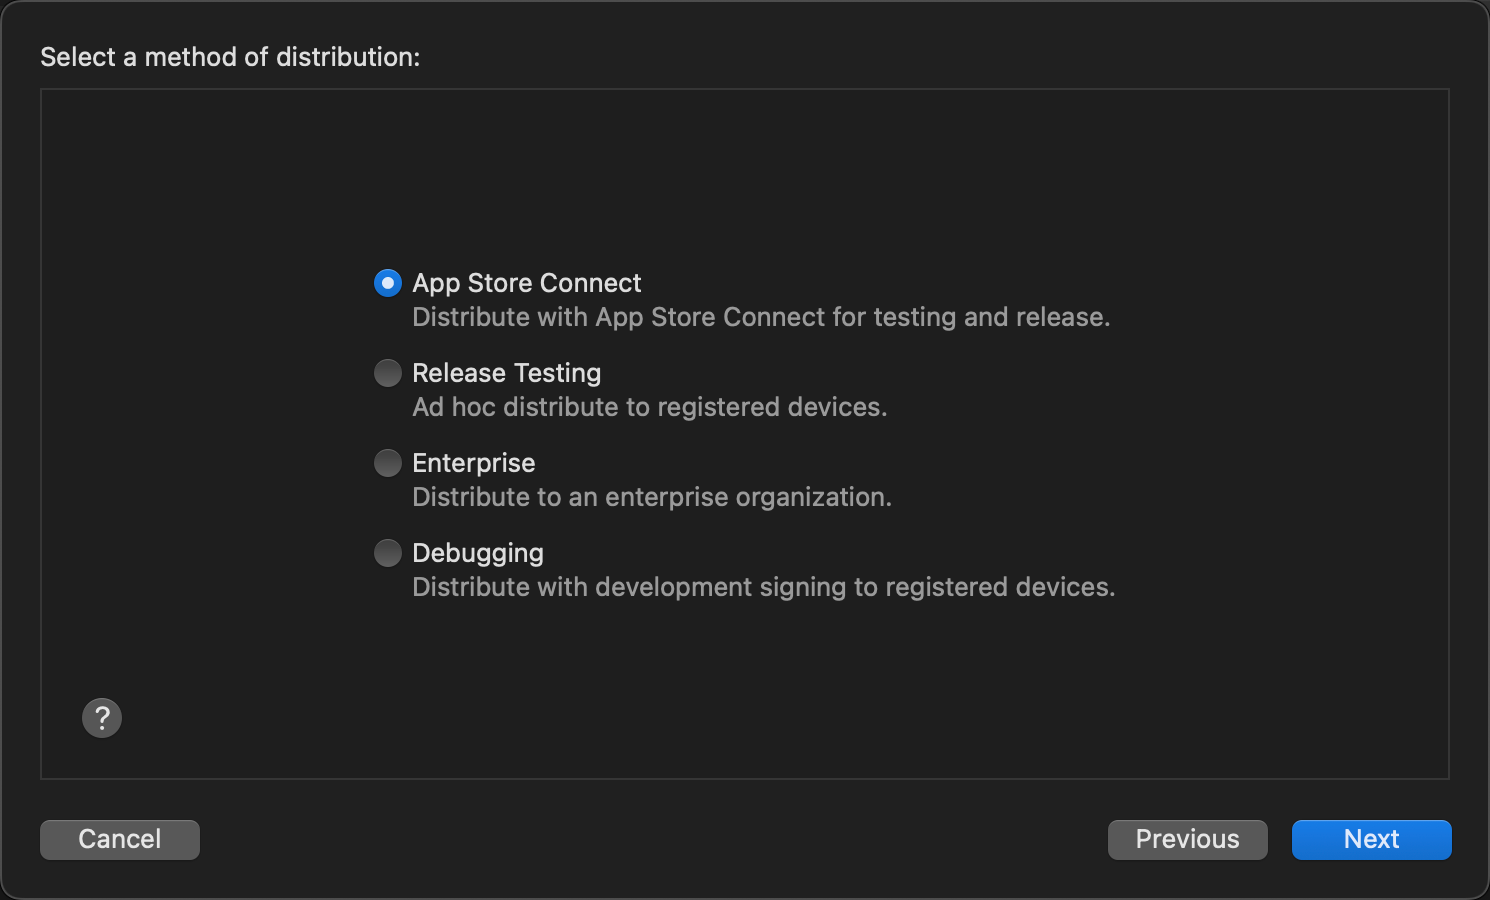 Select a method of distribution:
App Store Connect
Distribute with App Store Connect for testing and release.
Release Testing
Ad hoc distribute to registered devices.
Enterprise
Distribute to an enterprise organization.
Debugging
Distribute with development signing to registered devices.
?
Cancel
Previous
Next